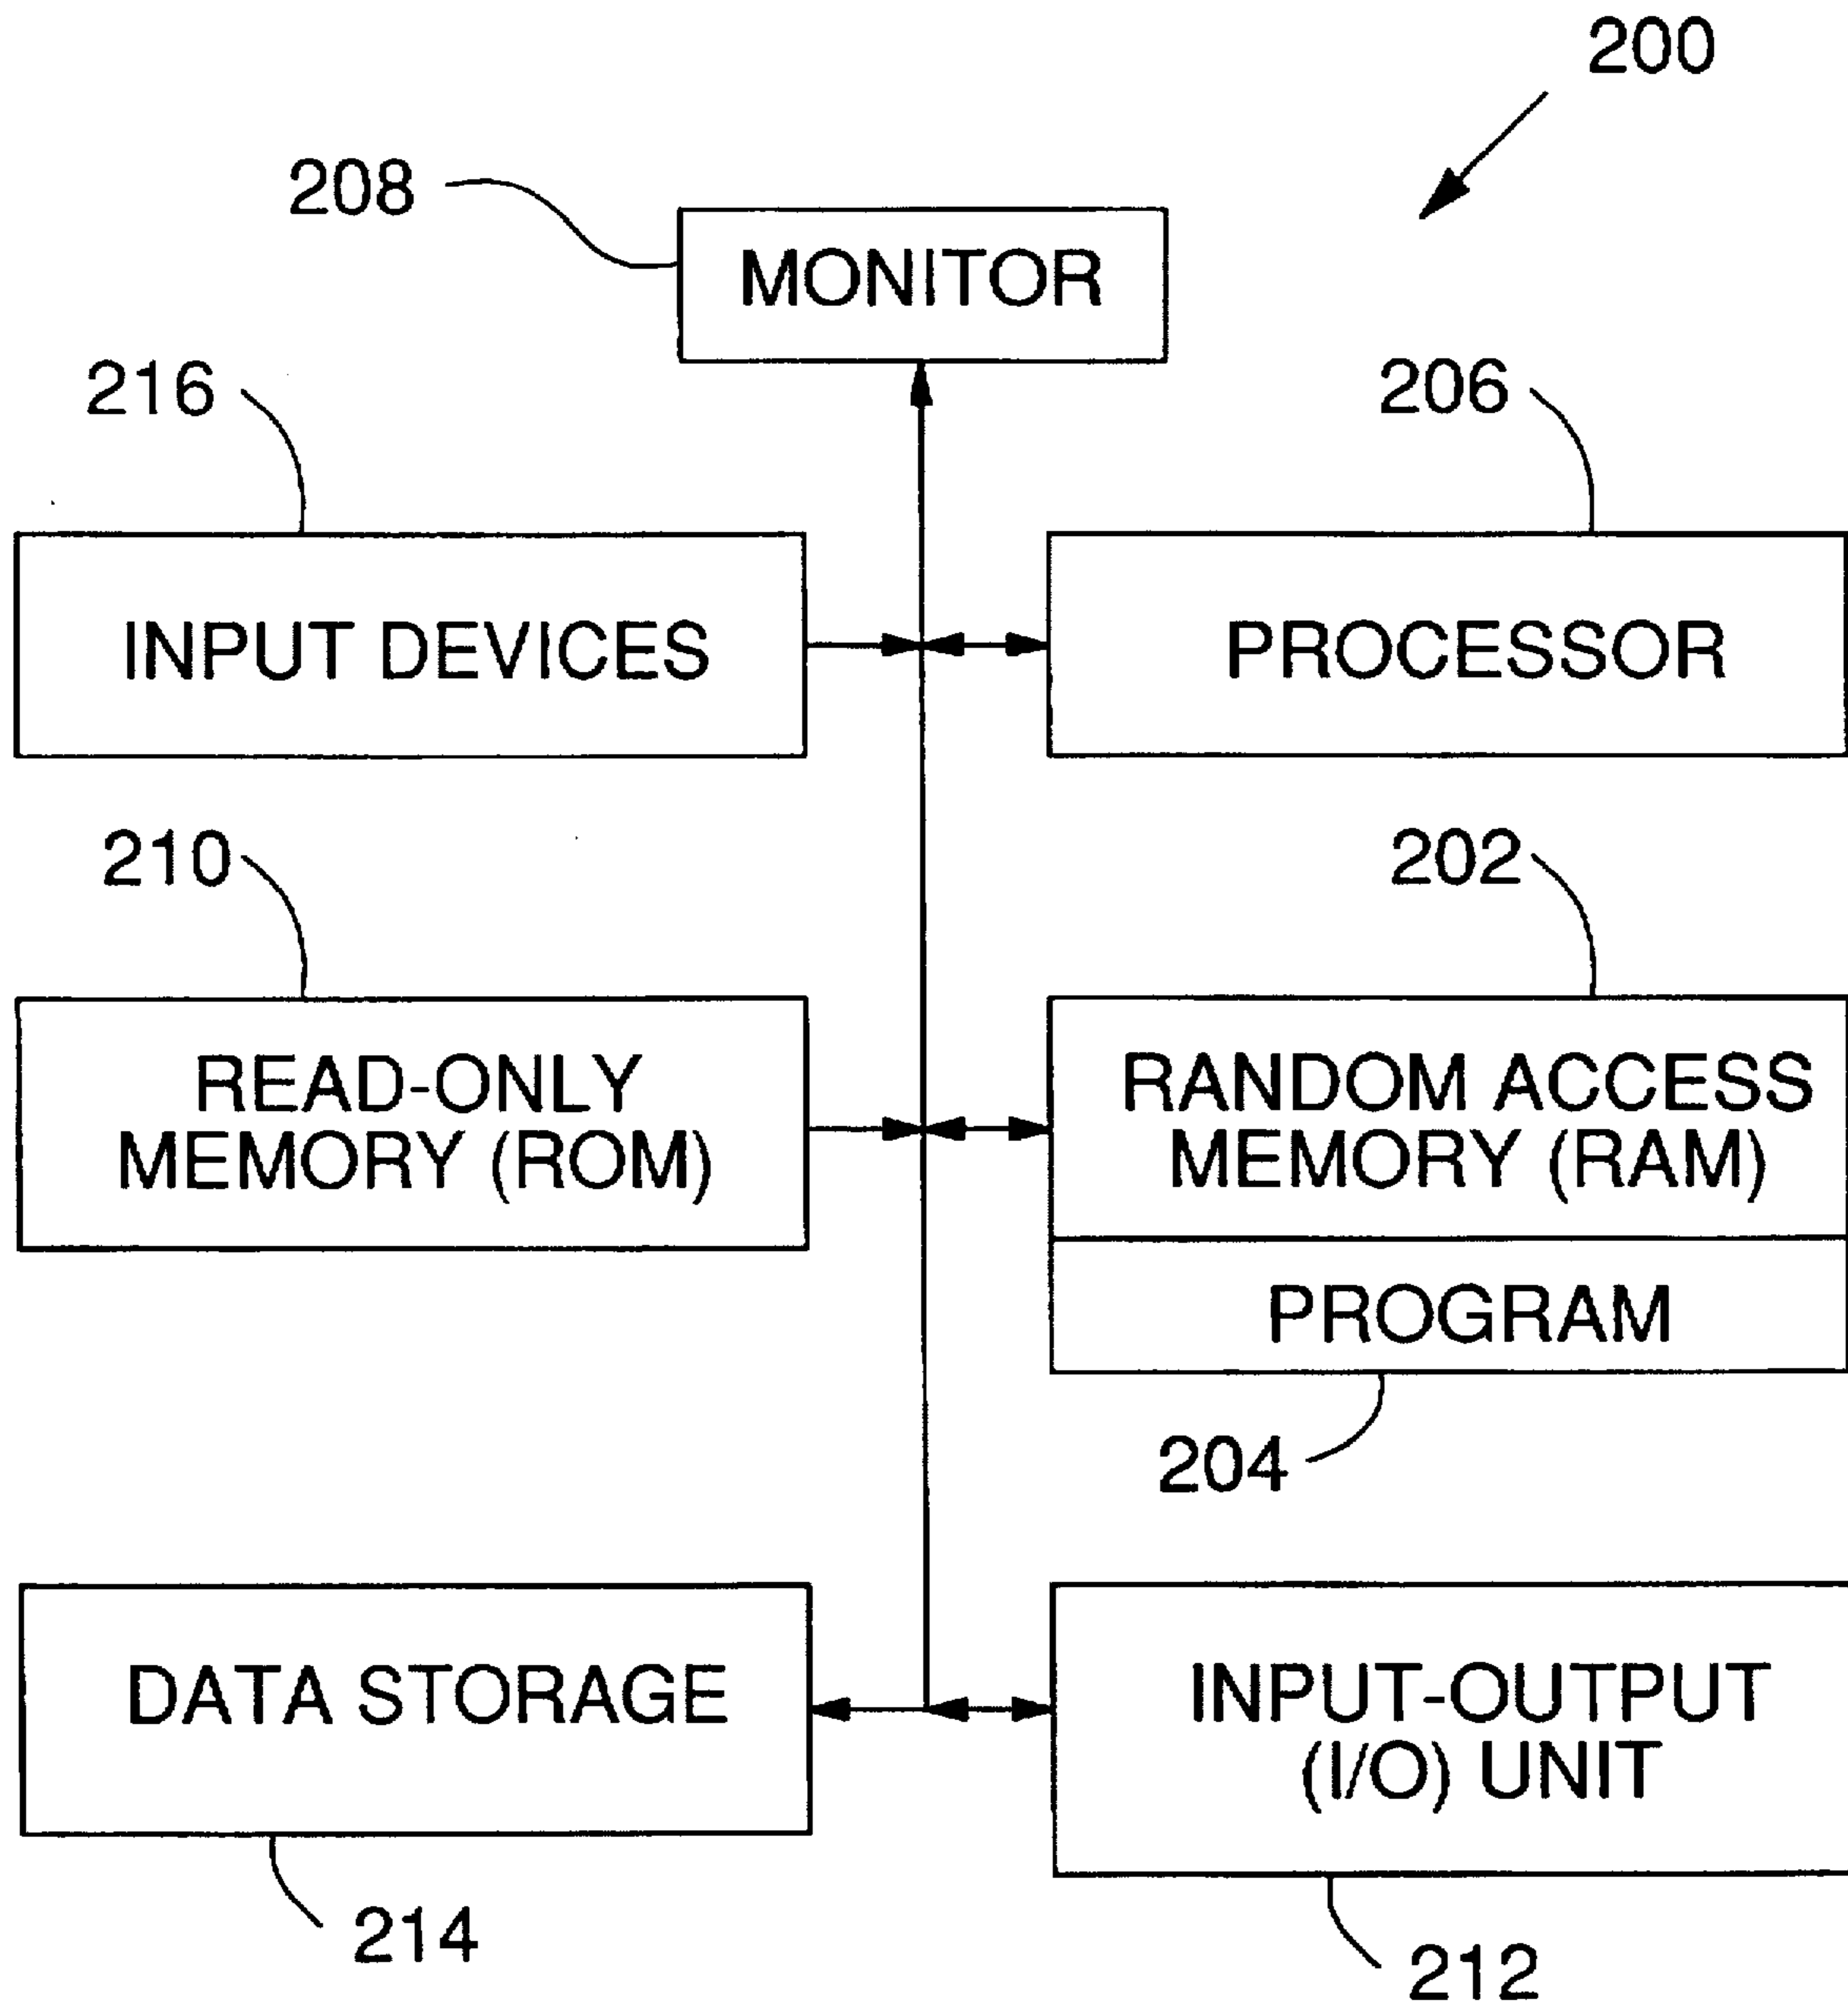 200
208
MONITOR
216
206
INPUT DEVICES
PROCESSOR
210
202
READ-ONLY
MEMORY (ROM)
RANDOM ACCESS
MEMORY (RAM)
PROGRAM
204
DATA STORAGE
INPUT-OUTPUT
(I/O) UNIT
214
212